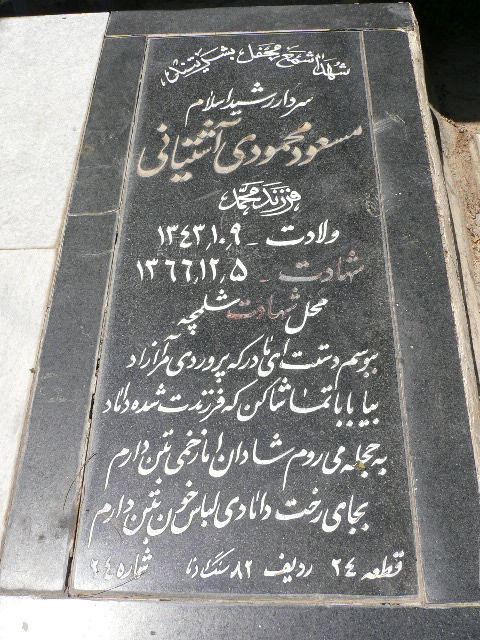 شهدا شمع محفل بشریتند
سردار رشید اسلام
مسعود محمودی آشتیانی
فرزند محمد
ولادت ـ ۱۳۴۳٫۱۰٫۹
شهادت ـ ۱۳۶۶٫۱۲٫۵
محل شهادت شلمچه
ببوسم دستت ای مادر که پروردی مرا آزاد
بیا بابا تماشا کن که فرزندت شده داماد
به حجله می روم شادان اما زخمی بتن دارم
بجای رخت دامادی لباس خون بتن دارم
قطعه ۲۴ ردیف ۸۲ شماره ۲۴